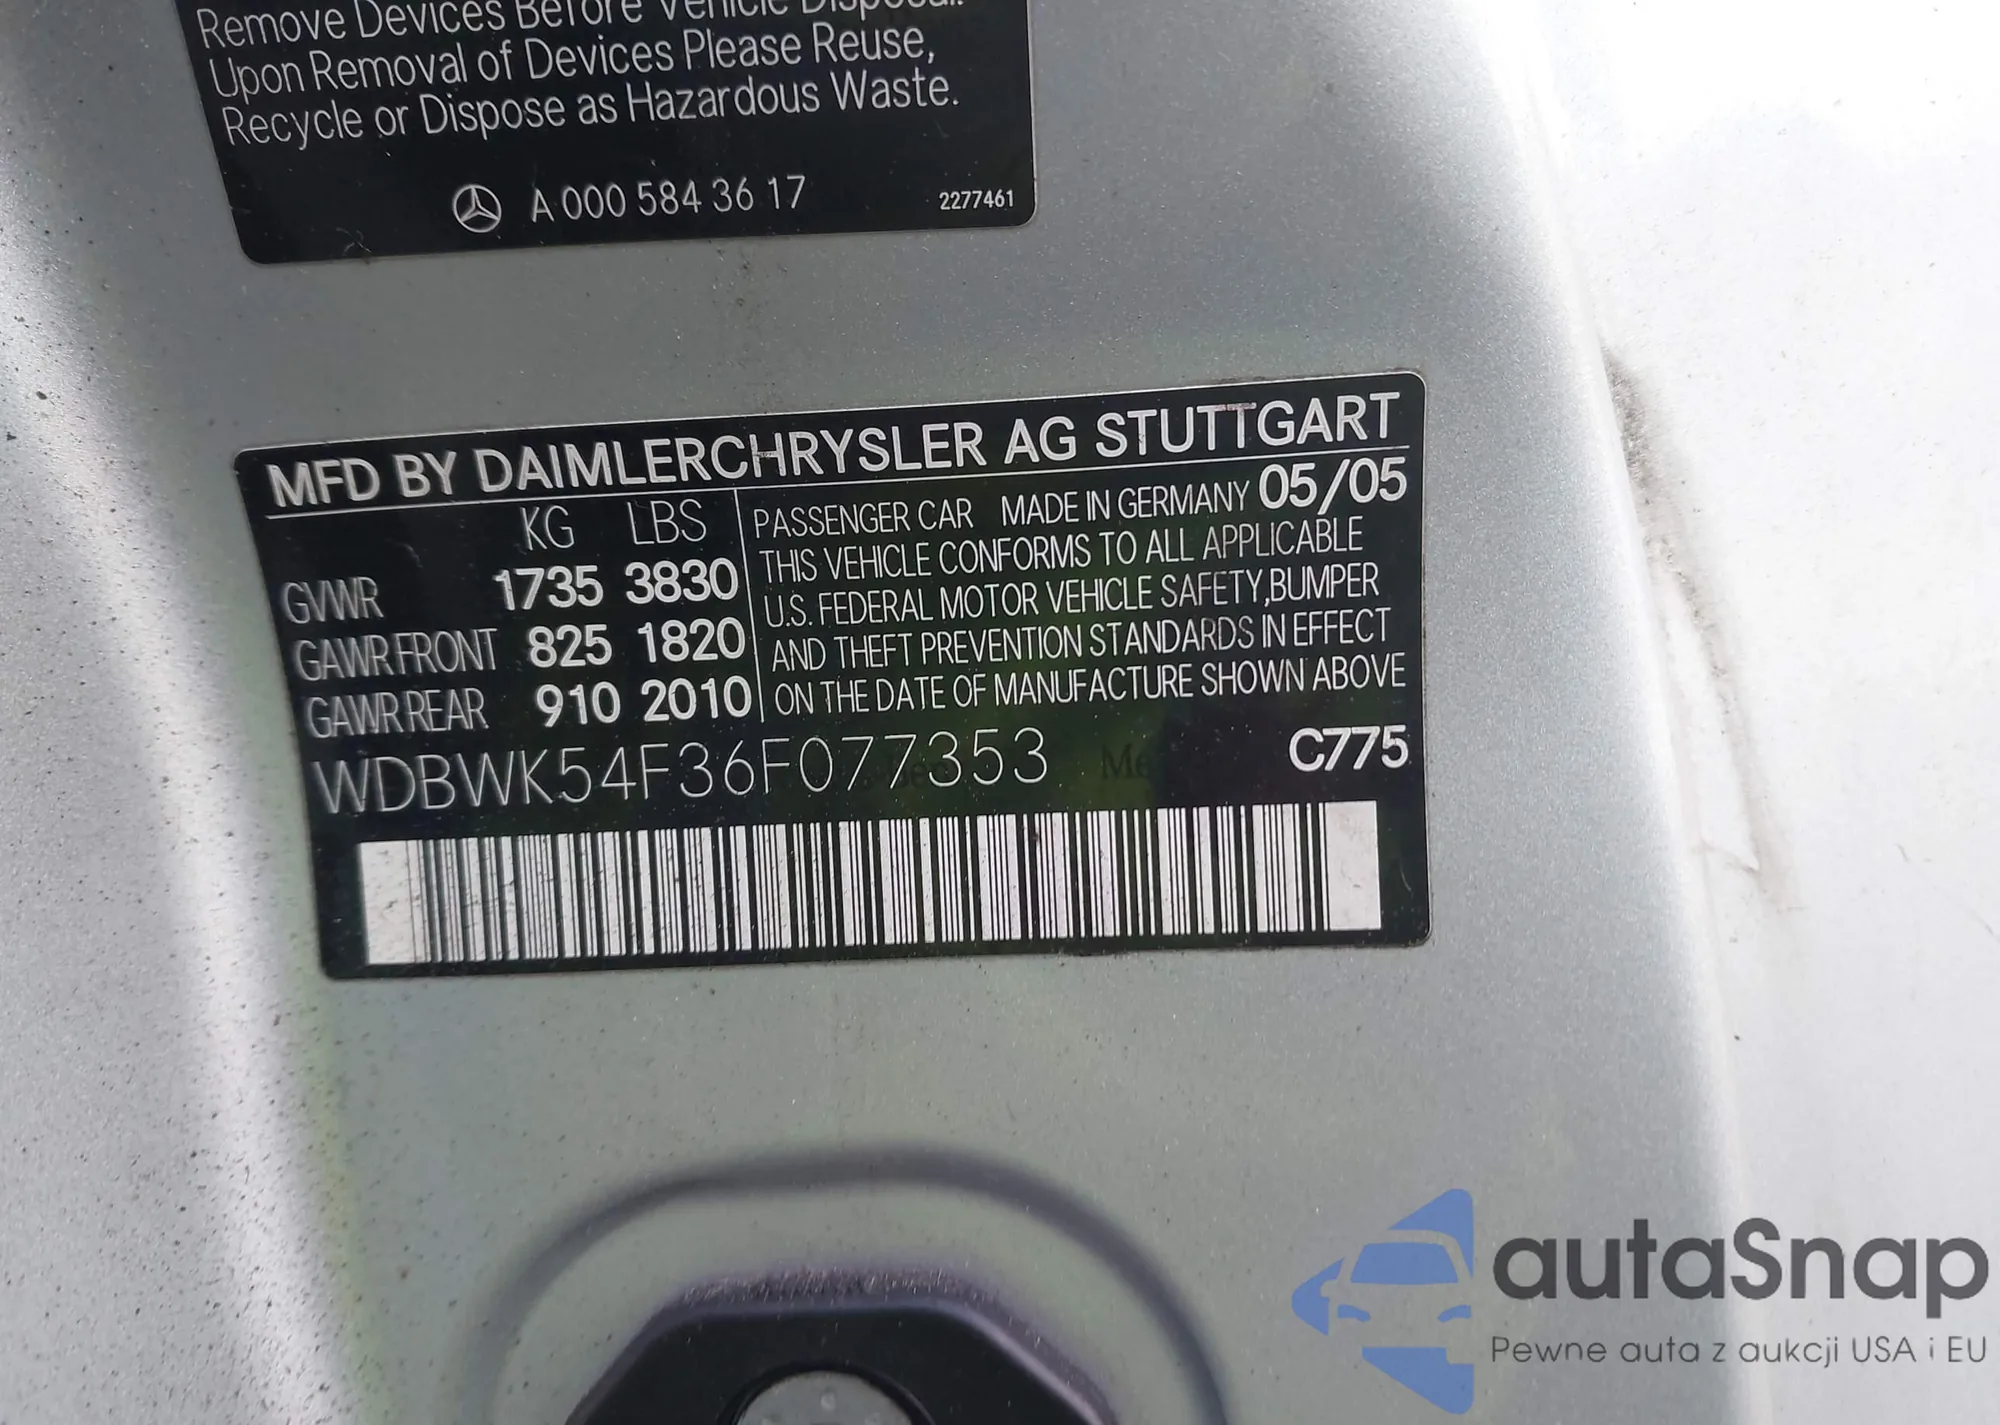 Remove Devices Before Vehicle Disposal.
Upon Removal of Devices Please Reuse,
Recycle or Dispose as Hazardous Waste.
A 000 584 36 17
2277461
MFD BY DAIMLERCHRYSLER AG STUTTGART
KG LBS
GVWR 1735 3830
GAWR FRONT 825 1820
GAWR REAR 910 2010
PASSENGER CAR MADE IN GERMANY 05/05
THIS VEHICLE CONFORMS TO ALL APPLICABLE
U.S. FEDERAL MOTOR VEHICLE SAFETY, BUMPER
AND THEFT PREVENTION STANDARDS IN EFFECT
ON THE DATE OF MANUFACTURE SHOWN ABOVE
WDBWK54F36F077353
C775
autaSnap
Pewne auta z aukcji USA i EU